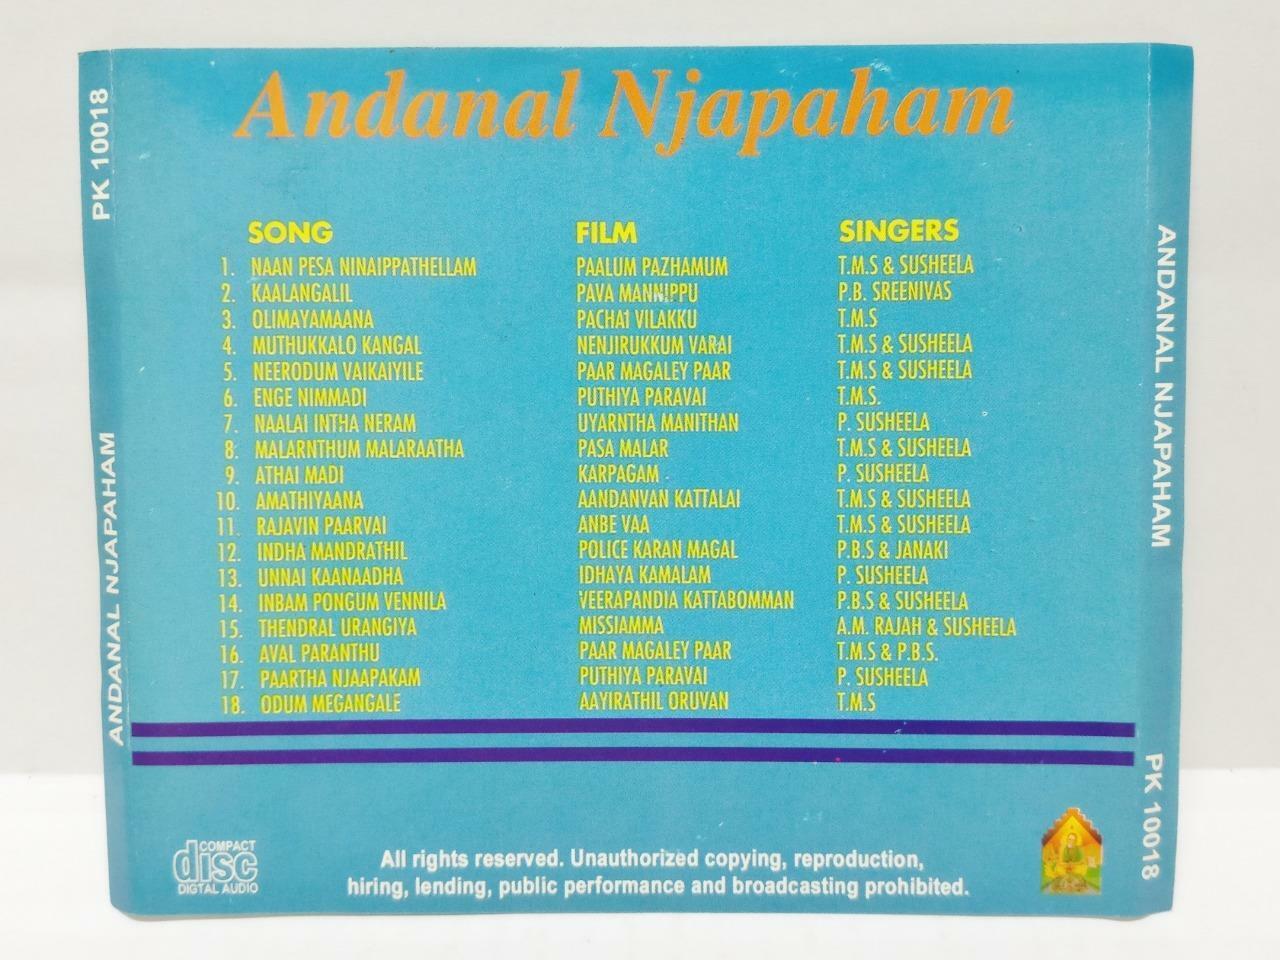 Andanal Njapaham
PK 10018
ANDANAL NJAPAHAM
SONG FILM SINGERS
1. NAAN PESA NINAIPPATHELLAM PAALUM PAZHAMUM T.M.S & SUSHEELA
2. KAALANGALIL PAVA MANNIPPU P.B. SREENIVAS
3. OLIMAYAMAANA PACHAI VILAKKU T.M.S
4. MUTHUKKALO KANGAL NENJIRUKKUM VARAI T.M.S & SUSHEELA
5. NEERODUM VAIKAIYILE PAAR MAGALEY PAAR T.M.S & SUSHEELA
6. ENGE NIMMADI PUTHIYA PARAVAI T.M.S.
7. NAALAI INTHA NERAM UYARNTHA MANITHAN P. SUSHEELA
8. MALARNTHUM MALARAATHA PASA MALAR T.M.S & SUSHEELA
9. ATHAI MADI KARPAGAM P. SUSHEELA
10. AMATHIYAANA AANDANVAN KATTALAI T.M.S & SUSHEELA
11. RAJAVIN PAARVAI ANBE VAA T.M.S & SUSHEELA
12. INDHA MANDRATHIL POLICE KARAN MAGAL P.B.S & JANAKI
13. UNNAI KAANAADHA IDHAYA KAMALAM P. SUSHEELA
14. INBAM PONGUM VENNILA VEERAPANDIA KATTABOMMAN P.B.S & SUSHEELA
15. THENDRAL URANGIYA MISSIAMMA A.M. RAJAH & SUSHEELA
16. AVAL PARANTHU PAAR MAGALEY PAAR T.M.S & P.B.S.
17. PAARTHA NJAAPAKAM PUTHIYA PARAVAI P. SUSHEELA
18. ODUM MEGANGALE AAYIRATHIL ORUVAN T.M.S
COMPACT
disc
DIGITAL AUDIO
All rights reserved. Unauthorized copying, reproduction,
hiring, lending, public performance and broadcasting prohibited.
ANDANAL NJAPAHAM
PK 10018